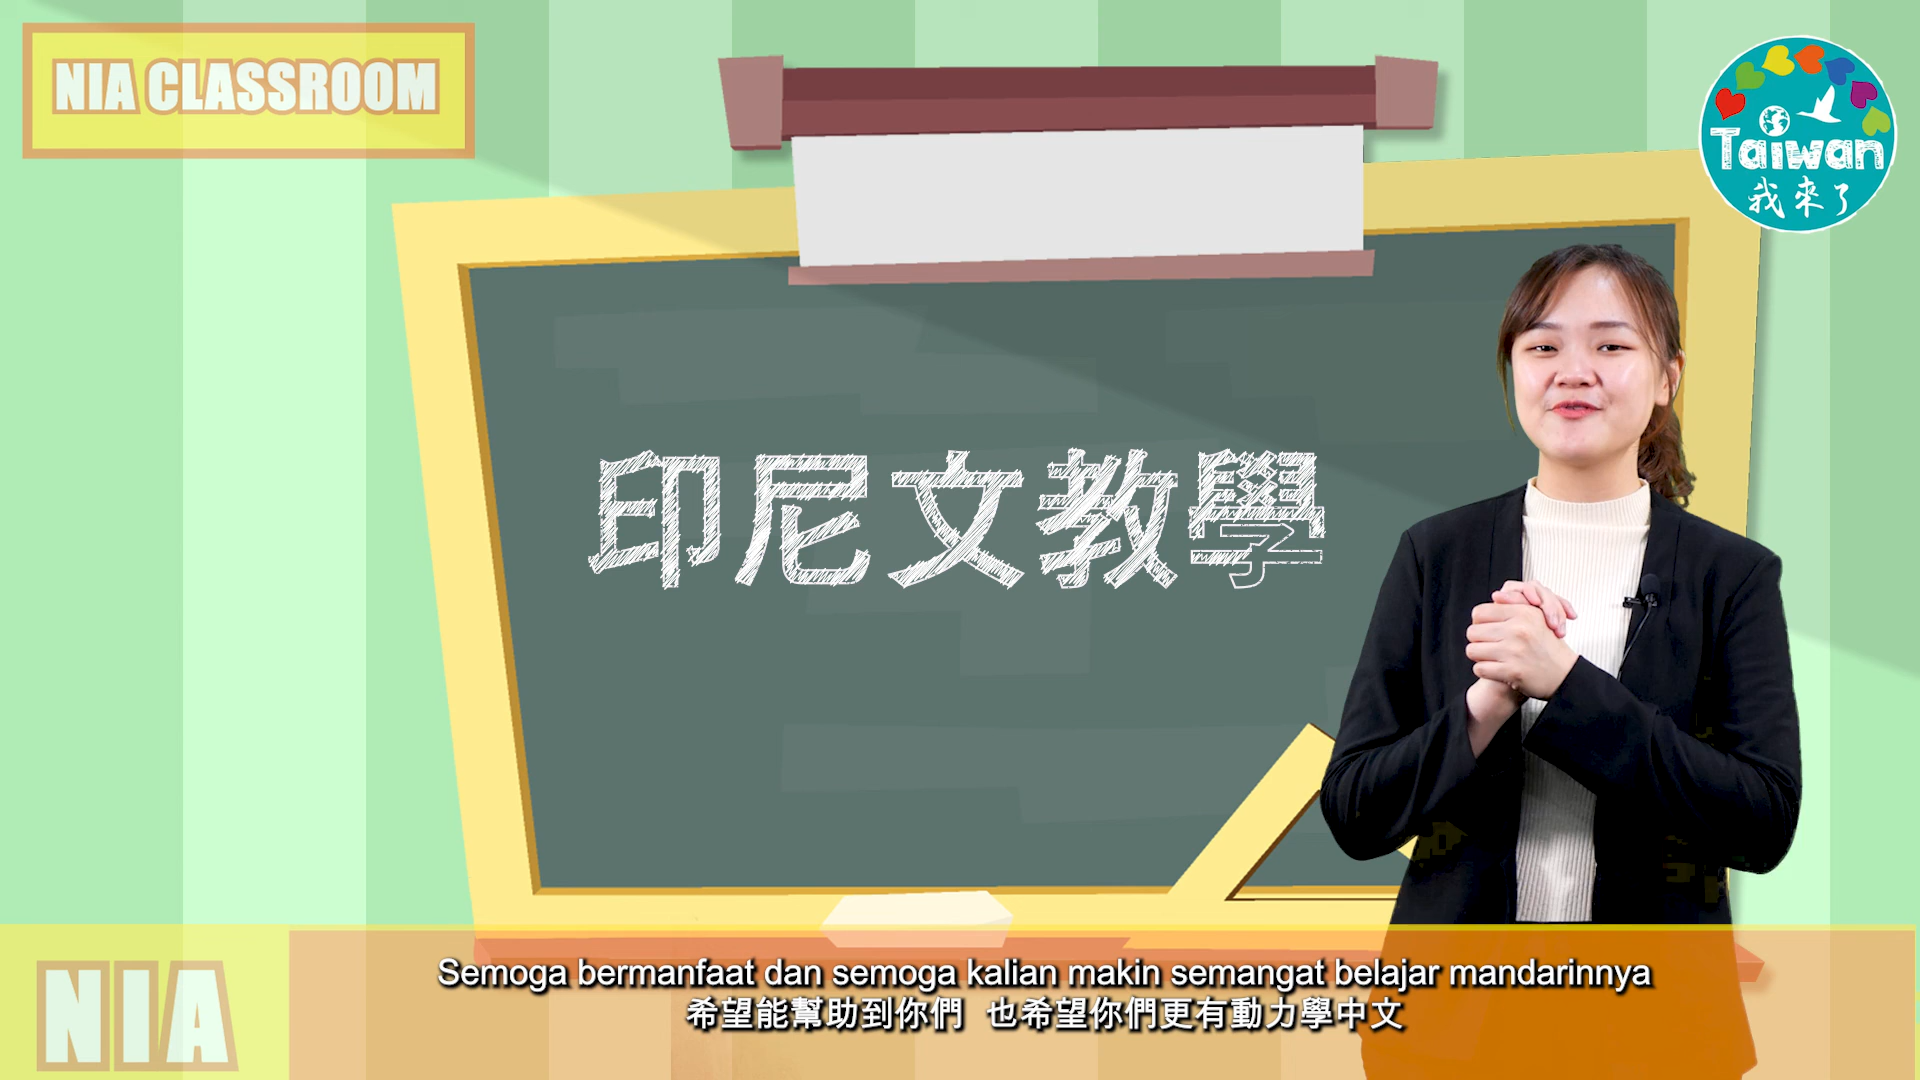 NIA CLASSROOM
Taiwan
我來了
印尼文教學
NIA
Semoga bermanfaat dan semoga kalian makin semangat belajar mandarinnya
希望能幫助到你們 也希望你們更有動力學中文